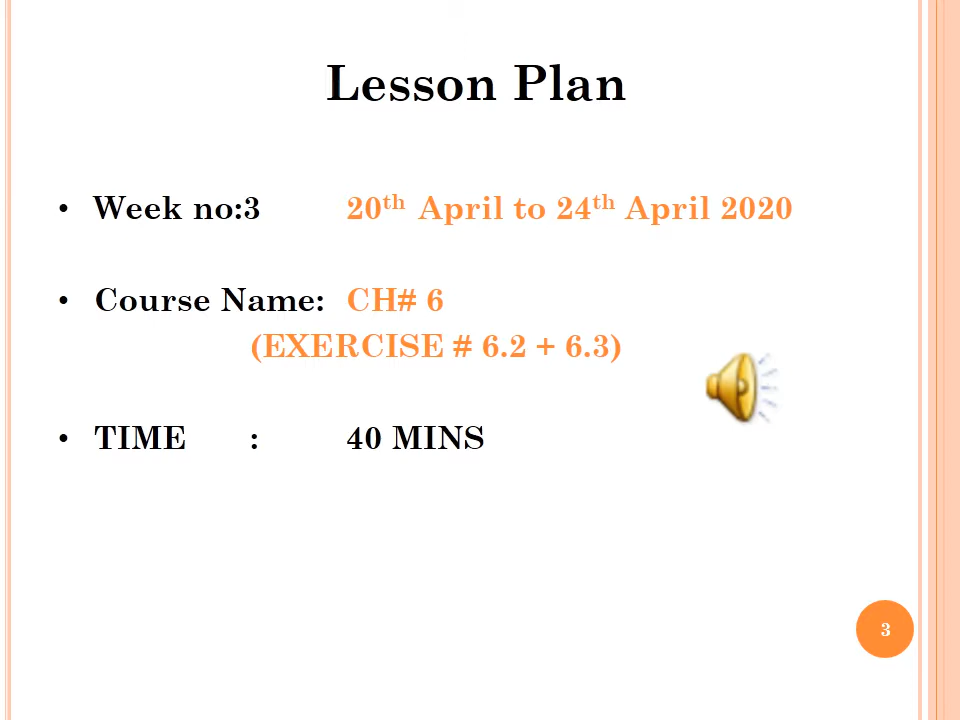 Lesson Plan
• Week no:3 20th April to 24th April 2020
• Course Name: CH# 6
(EXERCISE # 6.2 + 6.3)
• TIME : 40 MINS
3